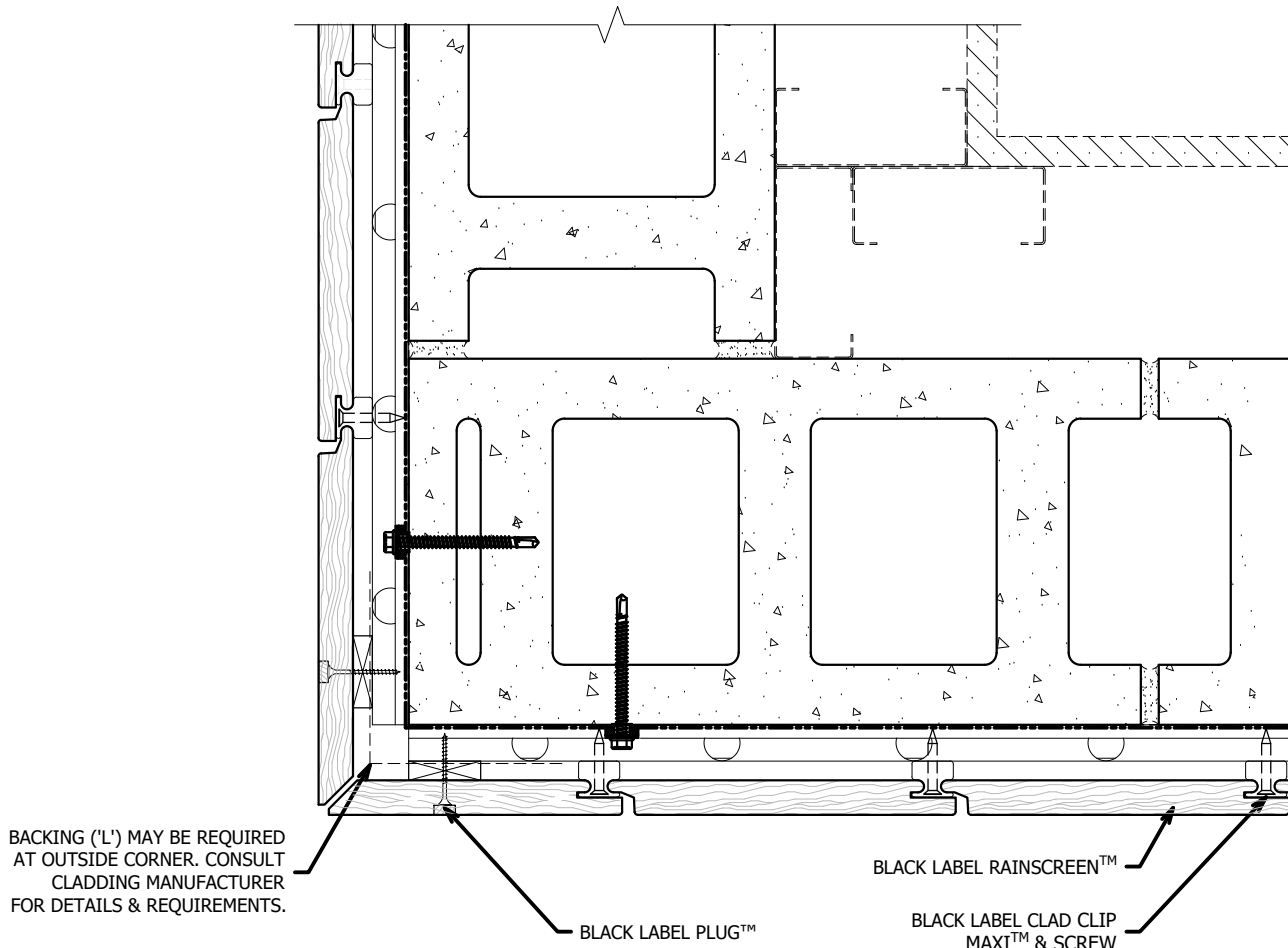 BACKING ('L') MAY BE REQUIRED
AT OUTSIDE CORNER. CONSULT
CLADDING MANUFACTURER
FOR DETAILS & REQUIREMENTS.
BLACK LABEL PLUG™
BLACK LABEL RAINSCREEN™
BLACK LABEL CLAD CLIP
MAXI™ & SCREW